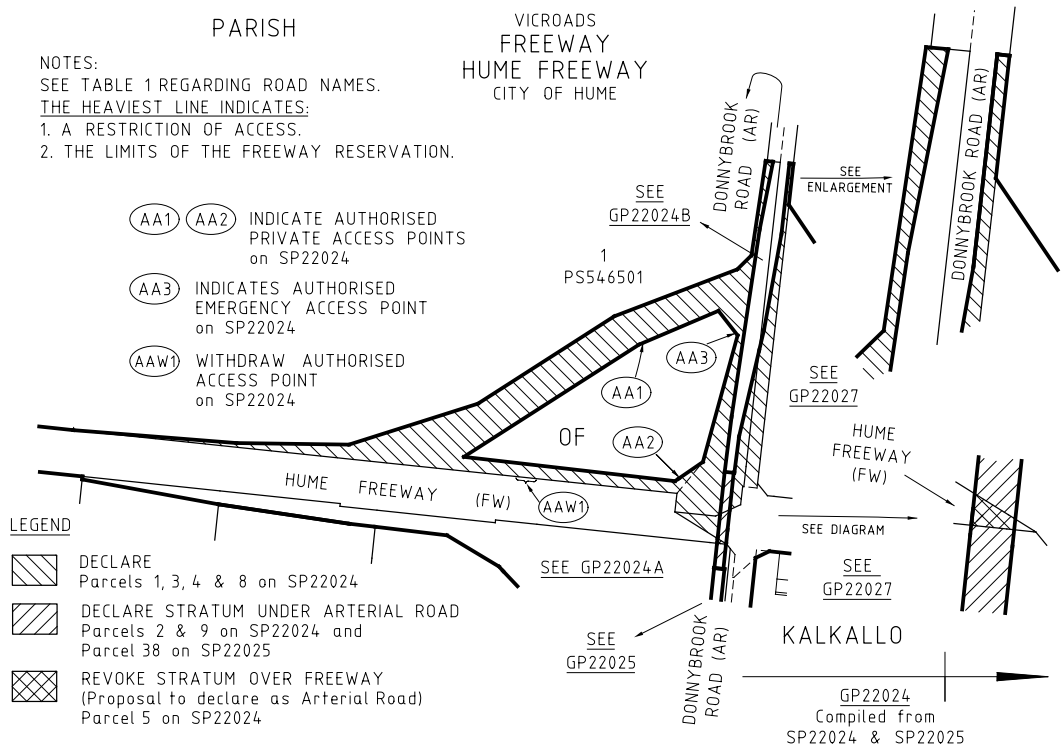 PARISH
VICROADS
FREEWAY
HUME FREEWAY
CITY OF HUME
NOTES:
SEE TABLE 1 REGARDING ROAD NAMES.
THE HEAVIEST LINE INDICATES:
1. A RESTRICTION OF ACCESS.
2. THE LIMITS OF THE FREEWAY RESERVATION.
AA1 AA2 INDICATE AUTHORISED
PRIVATE ACCESS POINTS
on SP22024
AA3 INDICATES AUTHORISED
EMERGENCY ACCESS POINT
on SP22024
AAW1 WITHDRAW AUTHORISED
ACCESS POINT
on SP22024
DONNYBROOK
ROAD (AR)
SEE
GP22024B
1
PS546501
SEE
ENLARGEMENT
DONNYBROOK ROAD (AR)
AA3
AA1
SEE
GP22027
OF
AA2
HUME
FREEWAY
(FW)
HUME FREEWAY (FW)
AAW1
SEE DIAGRAM
SEE GP22024A
SEE
GP22027
LEGEND
DECLARE
Parcels 1, 3, 4 & 8 on SP22024
DECLARE STRATUM UNDER ARTERIAL ROAD
Parcels 2 & 9 on SP22024 and
Parcel 38 on SP22025
REVOKE STRATUM OVER FREEWAY
(Proposal to declare as Arterial Road)
Parcel 5 on SP22024
SEE
GP22025
DONNYBROOK
ROAD (AR)
KALKALLO
GP22024
Compiled from
SP22024 & SP22025